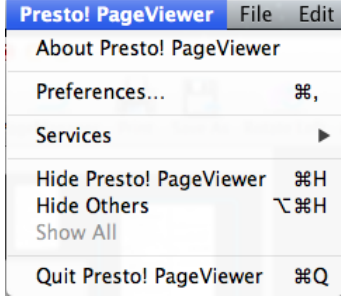 Presto! PageViewer File Edit
About Presto! PageViewer
Preferences... ⌘,
Services ▶
Hide Presto! PageViewer ⌘H
Hide Others ⌥⌘H
Show All
Quit Presto! PageViewer ⌘Q